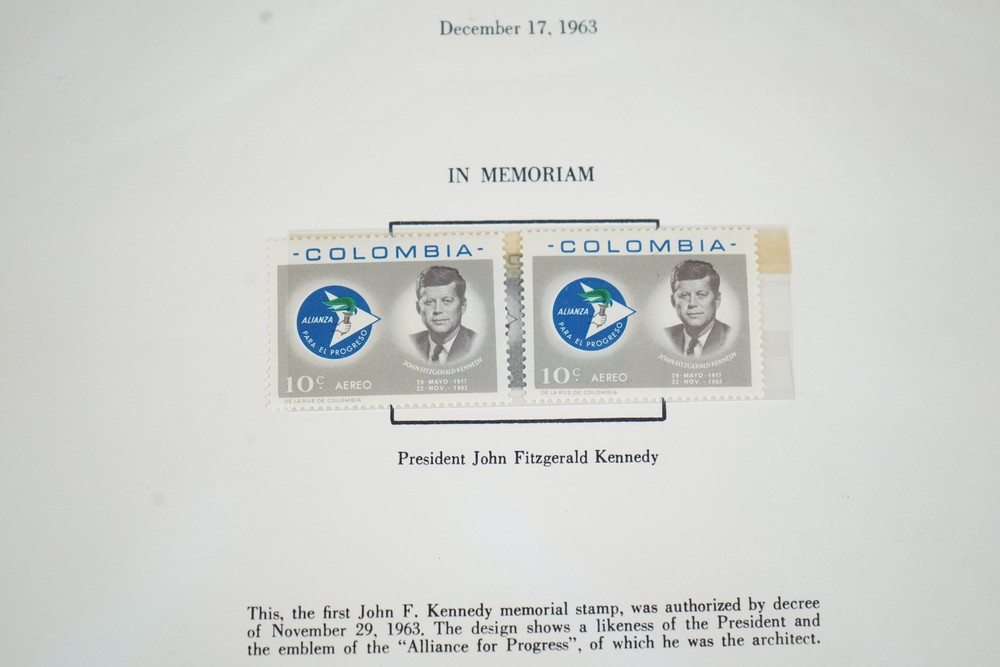 December 17, 1963
IN MEMORIAM
-COLOMBIA-
ALIANZA
PARA EL PROGRESO
JOHN FITZGERALD KENNEDY
10c. AEREO
29-MAYO-1917
22-NOV.-1963
DE LA RUE DE COLOMBIA
-COLOMBIA-
ALIANZA
PARA EL PROGRESO
JOHN FITZGERALD KENNEDY
10c. AEREO
29-MAYO-1917
22-NOV.-1963
DE LA RUE DE COLOMBIA
President John Fitzgerald Kennedy
This, the first John F. Kennedy memorial stamp, was authorized by decree
of November 29, 1963. The design shows a likeness of the President and
the emblem of the "Alliance for Progress", of which he was the architect.